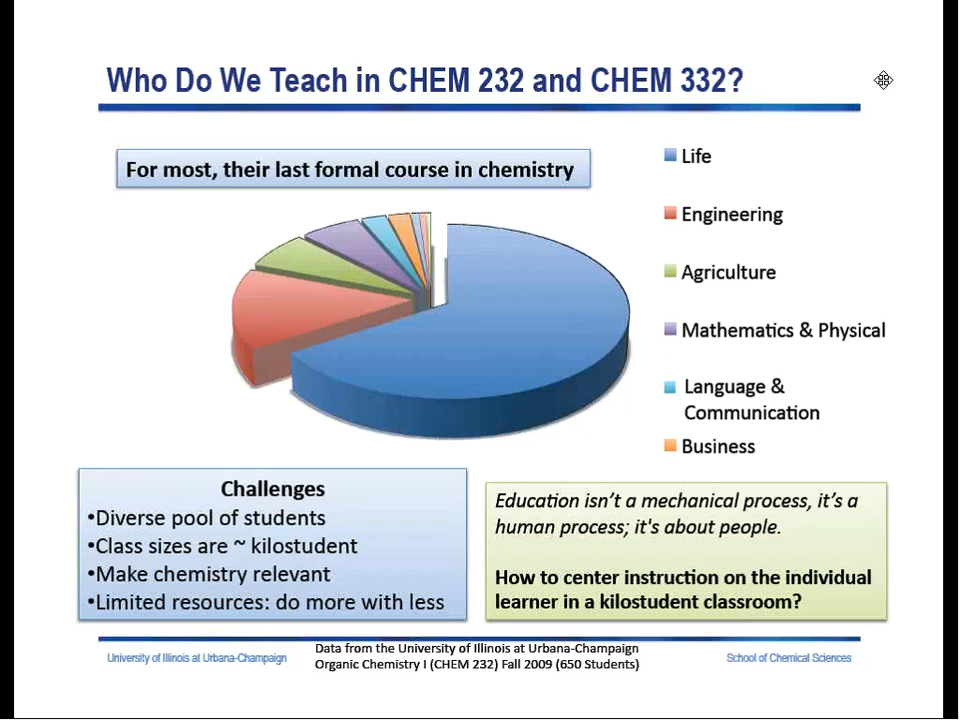 Who Do We Teach in CHEM 232 and CHEM 332?
For most, their last formal course in chemistry
Life
Engineering
Agriculture
Mathematics & Physical
Language &
Communication
Business
Challenges
•Diverse pool of students
•Class sizes are ~ kilostudent
•Make chemistry relevant
•Limited resources: do more with less
Education isn’t a mechanical process, it’s a
human process; it's about people.
How to center instruction on the individual
learner in a kilostudent classroom?
University of Illinois at Urbana-Champaign
Data from the University of Illinois at Urbana-Champaign
Organic Chemistry I (CHEM 232) Fall 2009 (650 Students)
School of Chemical Sciences